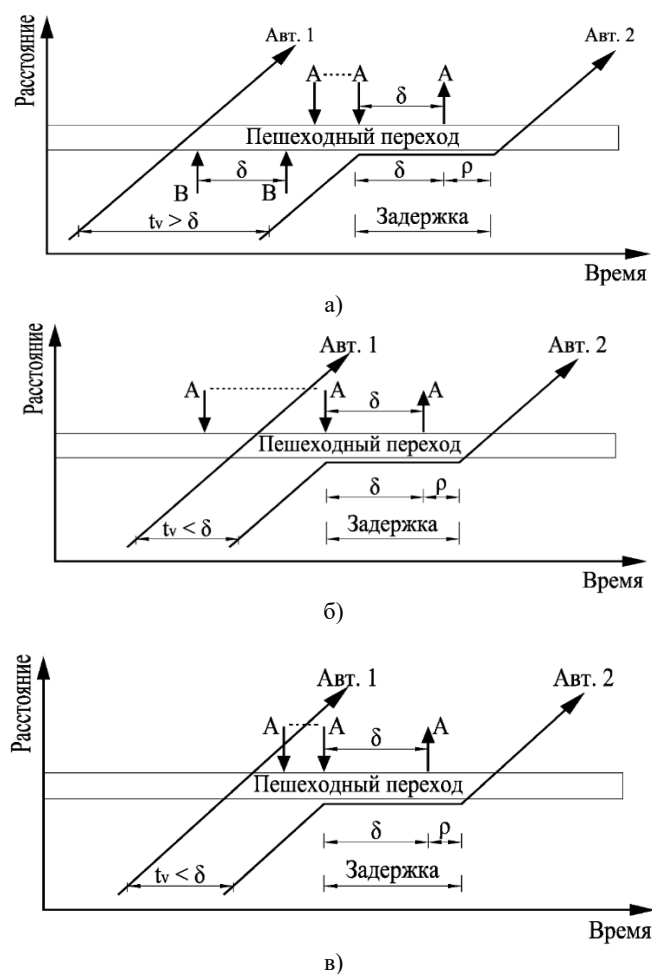 Расстояние
Авт. 1
Авт. 2
A
A
A
δ
Пешеходный переход
δ
δ
ρ
B
B
Задержка
tv > δ
Время
а)
Расстояние
Авт. 1
Авт. 2
A
A
A
δ
Пешеходный переход
δ
ρ
Задержка
tv < δ
Время
б)
Расстояние
Авт. 1
Авт. 2
A
A
A
δ
Пешеходный переход
δ
ρ
Задержка
tv < δ
Время
в)